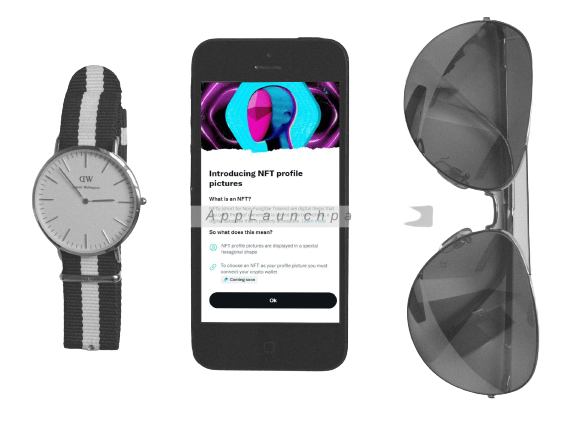 DW
Introducing NFT profile
pictures
What is an NFT?
AppLaunchpa
So what does this mean?
NFT profile pictures are displayed in a special
hexagonal shape
To choose an NFT as your profile picture you must
connect your crypto wallet
Coming soon
Ok